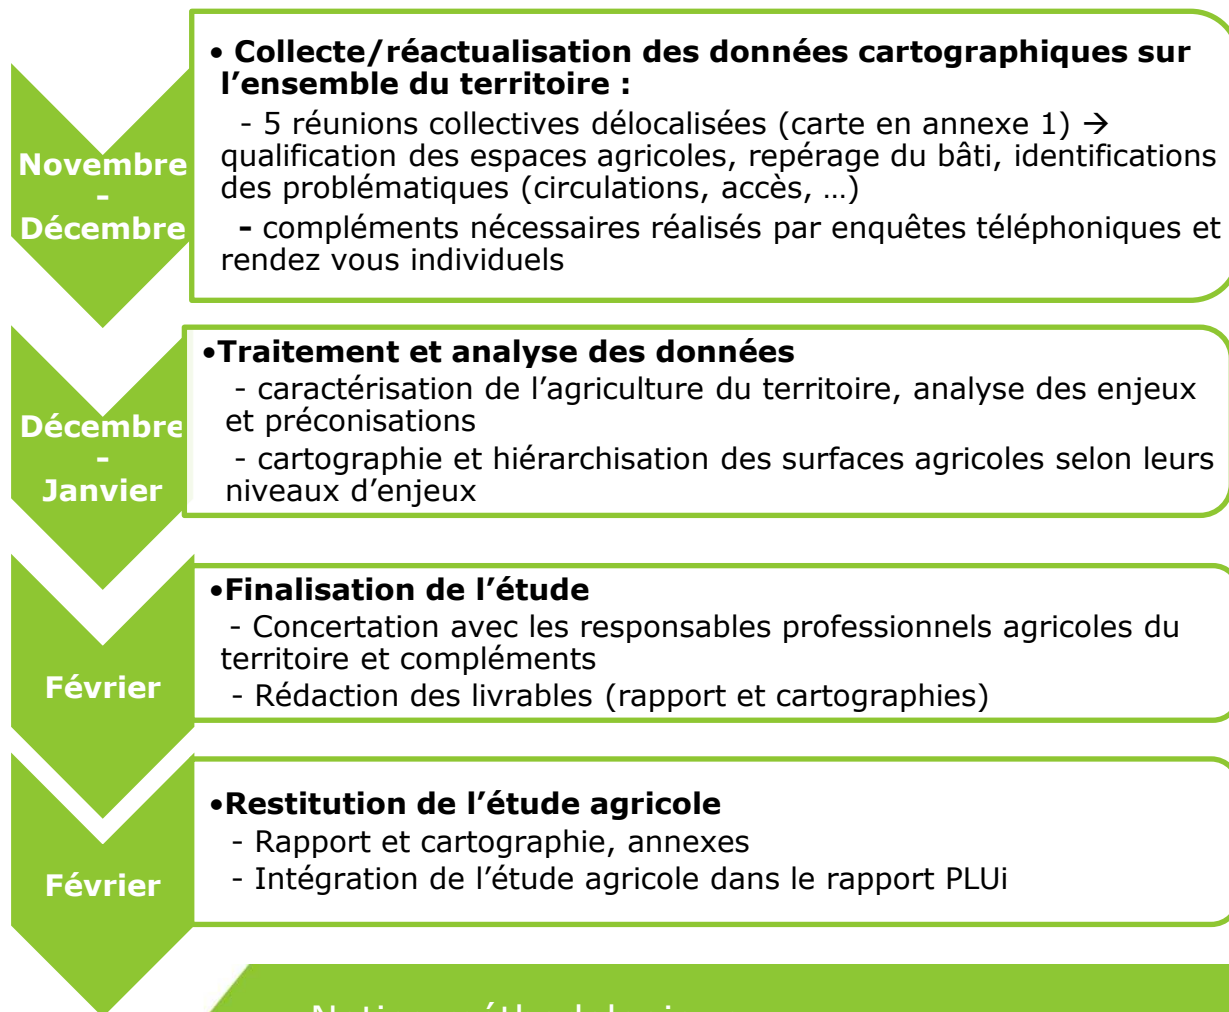 • Collecte/réactualisation des données cartographiques sur
l’ensemble du territoire :
- 5 réunions collectives délocalisées (carte en annexe 1) →
qualification des espaces agricoles, repérage du bâti, identifications
des problématiques (circulations, accès, …)
- compléments nécessaires réalisés par enquêtes téléphoniques et
rendez vous individuels
Novembre
-
Décembre
•Traitement et analyse des données
- caractérisation de l’agriculture du territoire, analyse des enjeux
et préconisations
- cartographie et hiérarchisation des surfaces agricoles selon leurs
niveaux d’enjeux
Décembre
-
Janvier
•Finalisation de l’étude
- Concertation avec les responsables professionnels agricoles du
territoire et compléments
- Rédaction des livrables (rapport et cartographies)
Février
•Restitution de l’étude agricole
- Rapport et cartographie, annexes
- Intégration de l’étude agricole dans le rapport PLUi
Février